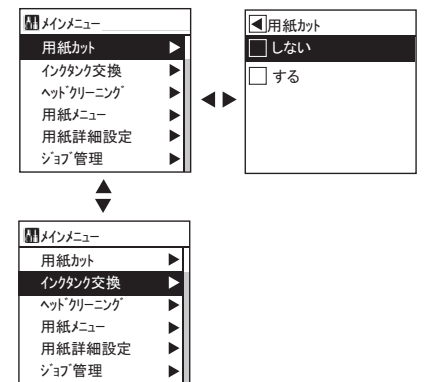 メインメニュー
用紙カット
インクタンク交換
ヘッドクリーニング
用紙メニュー
用紙詳細設定
ジョブ管理
用紙カット
しない
する
メインメニュー
用紙カット
インクタンク交換
ヘッドクリーニング
用紙メニュー
用紙詳細設定
ジョブ管理